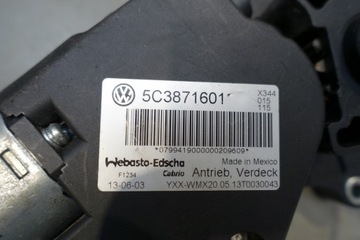 5C3871601
X344
015
115
*0799419000000209609*
Webasto-Edscha
Made in Mexico
F1234 Cabrio Antrieb, Verdeck
13-06-03 YXX-WMX20.05.13T0030043